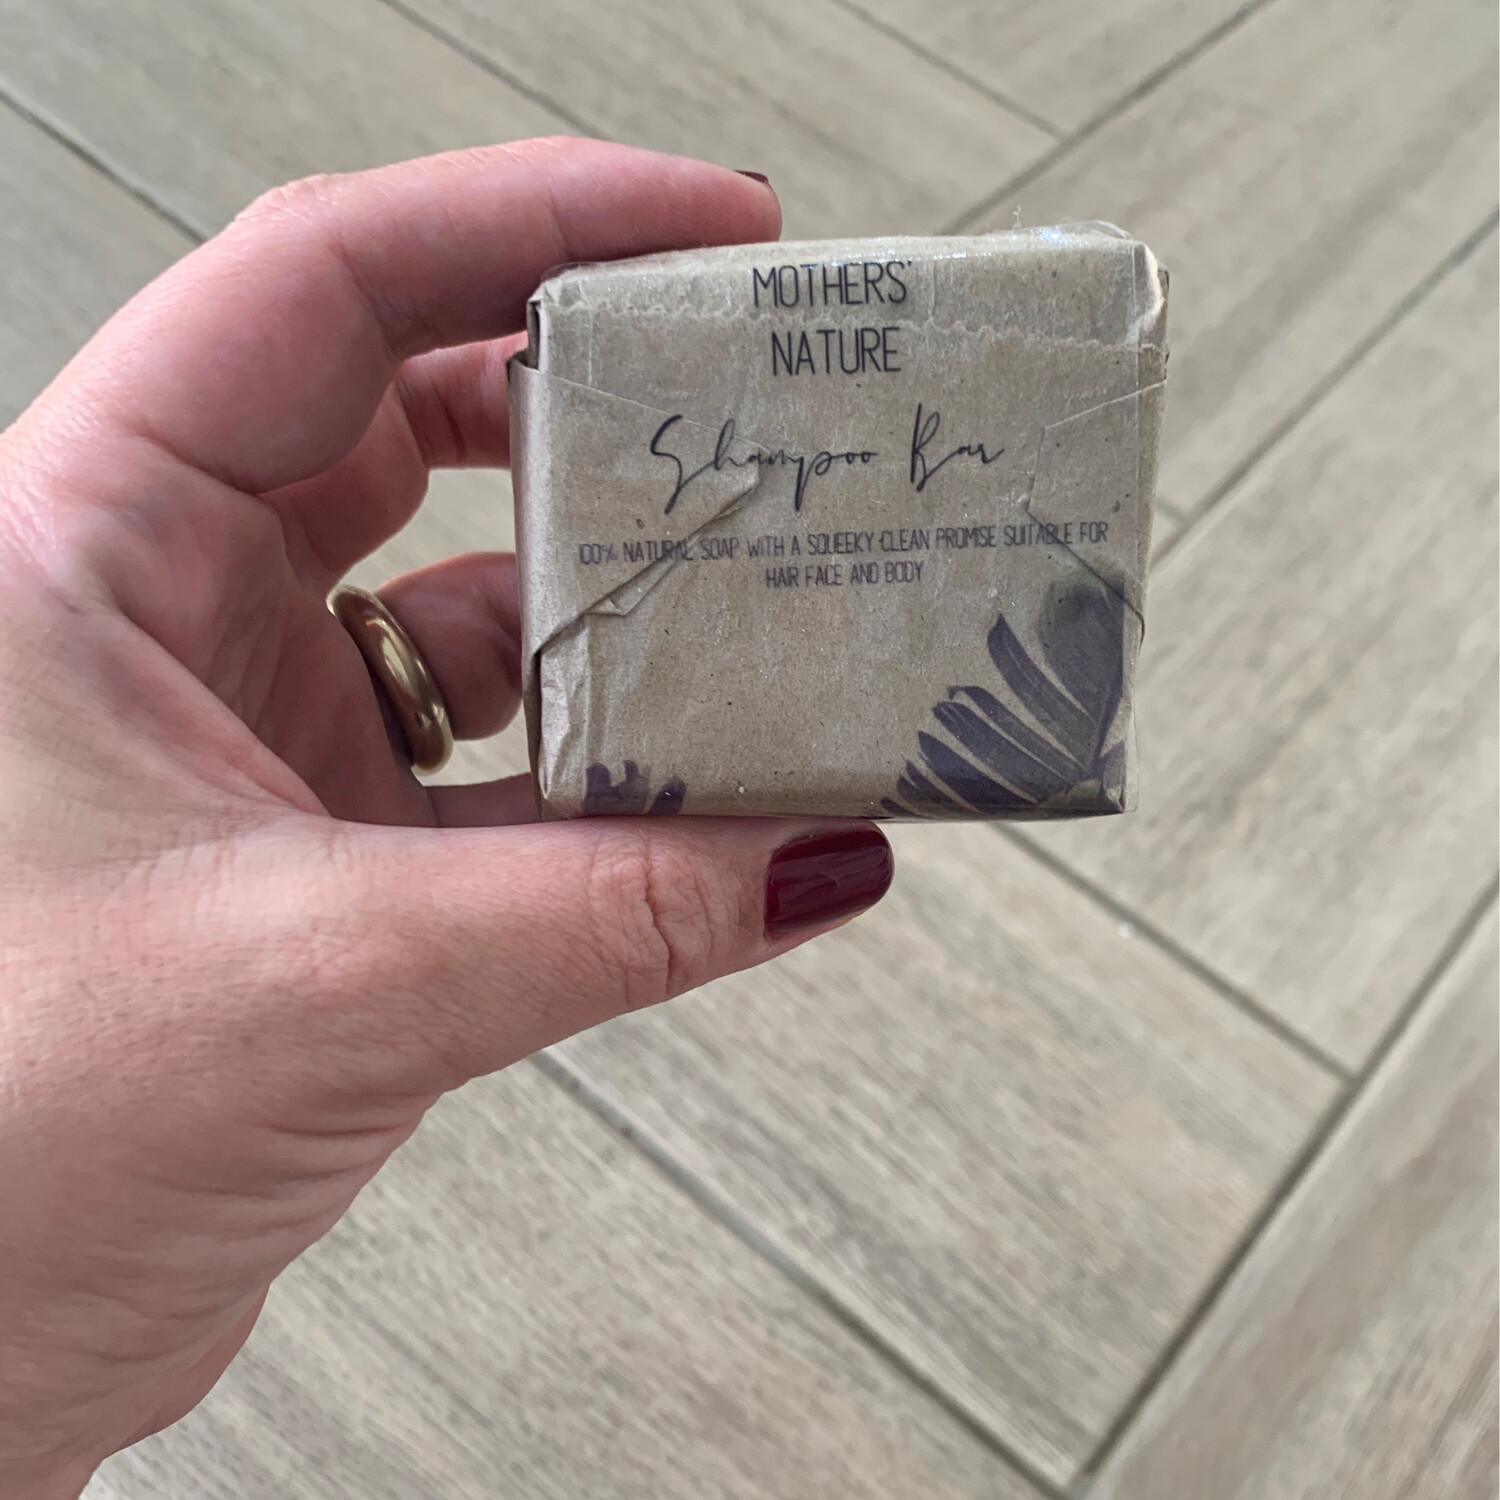 MOTHERS'
NATURE
Shampoo Bar
100% NATURAL SOAP WITH A SQUEEKY CLEAN PROMISE SUITABLE FOR
HAIR FACE AND BODY